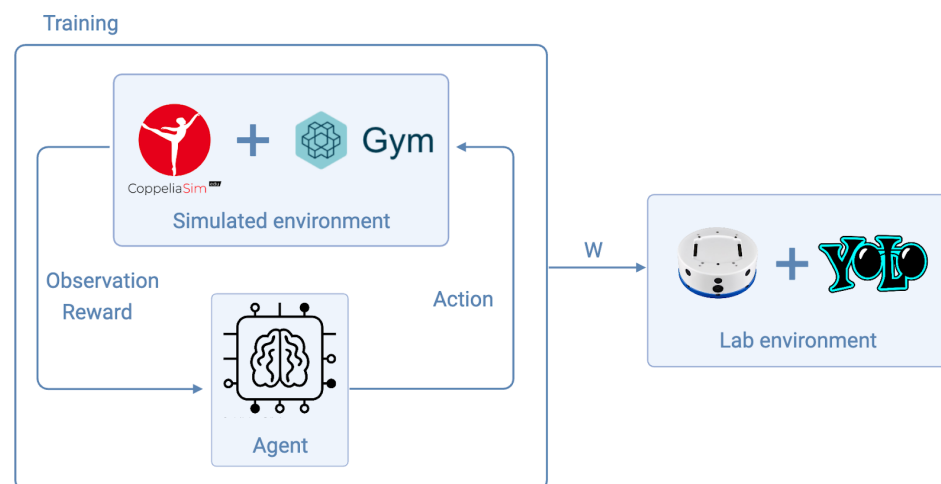 Training
Gym
CoppeliaSim edu
Simulated environment
Observation
Reward
Action
Agent
W
YOLO
Lab environment